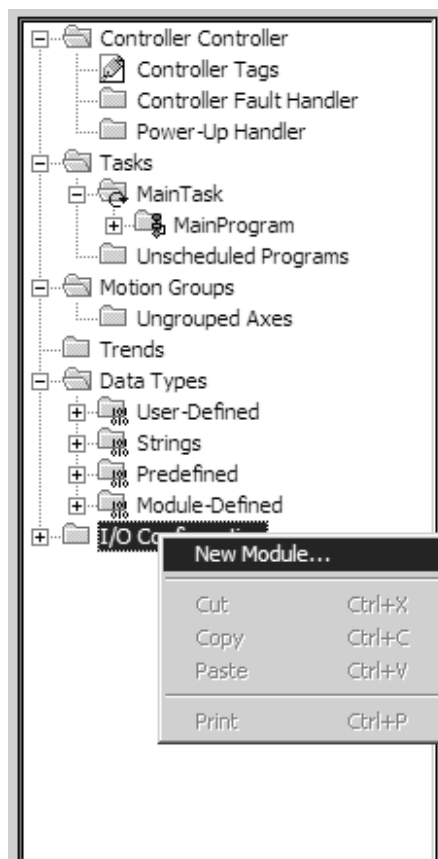 Controller Controller
Controller Tags
Controller Fault Handler
Power-Up Handler
Tasks
MainTask
MainProgram
Unscheduled Programs
Motion Groups
Ungrouped Axes
Trends
Data Types
User-Defined
Strings
Predefined
Module-Defined
I/O
New Module...
Cut Ctrl+X
Copy Ctrl+C
Paste Ctrl+V
Print Ctrl+P